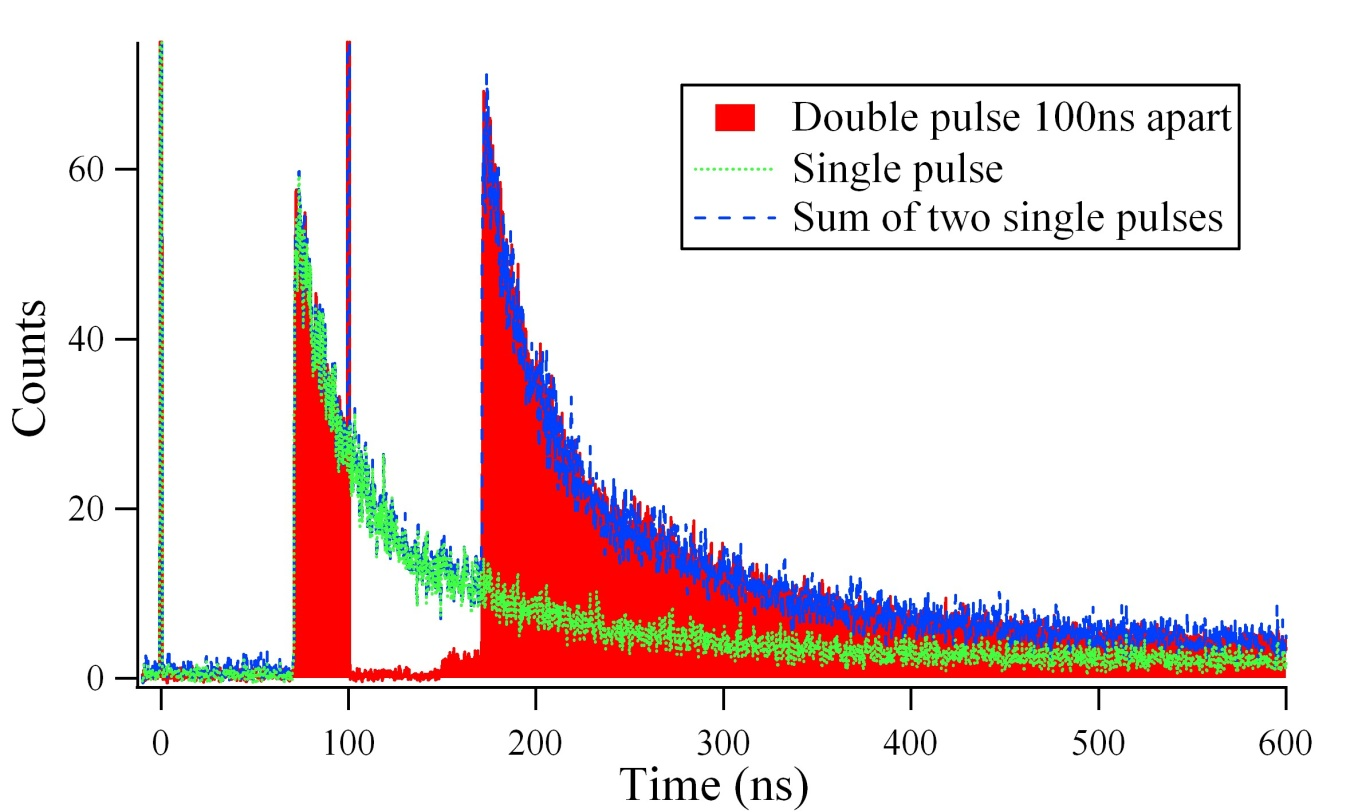 Double pulse 100ns apart
Single pulse
Sum of two single pulses
Counts
60
40
20
0
0 100 200 300 400 500 600
Time (ns)